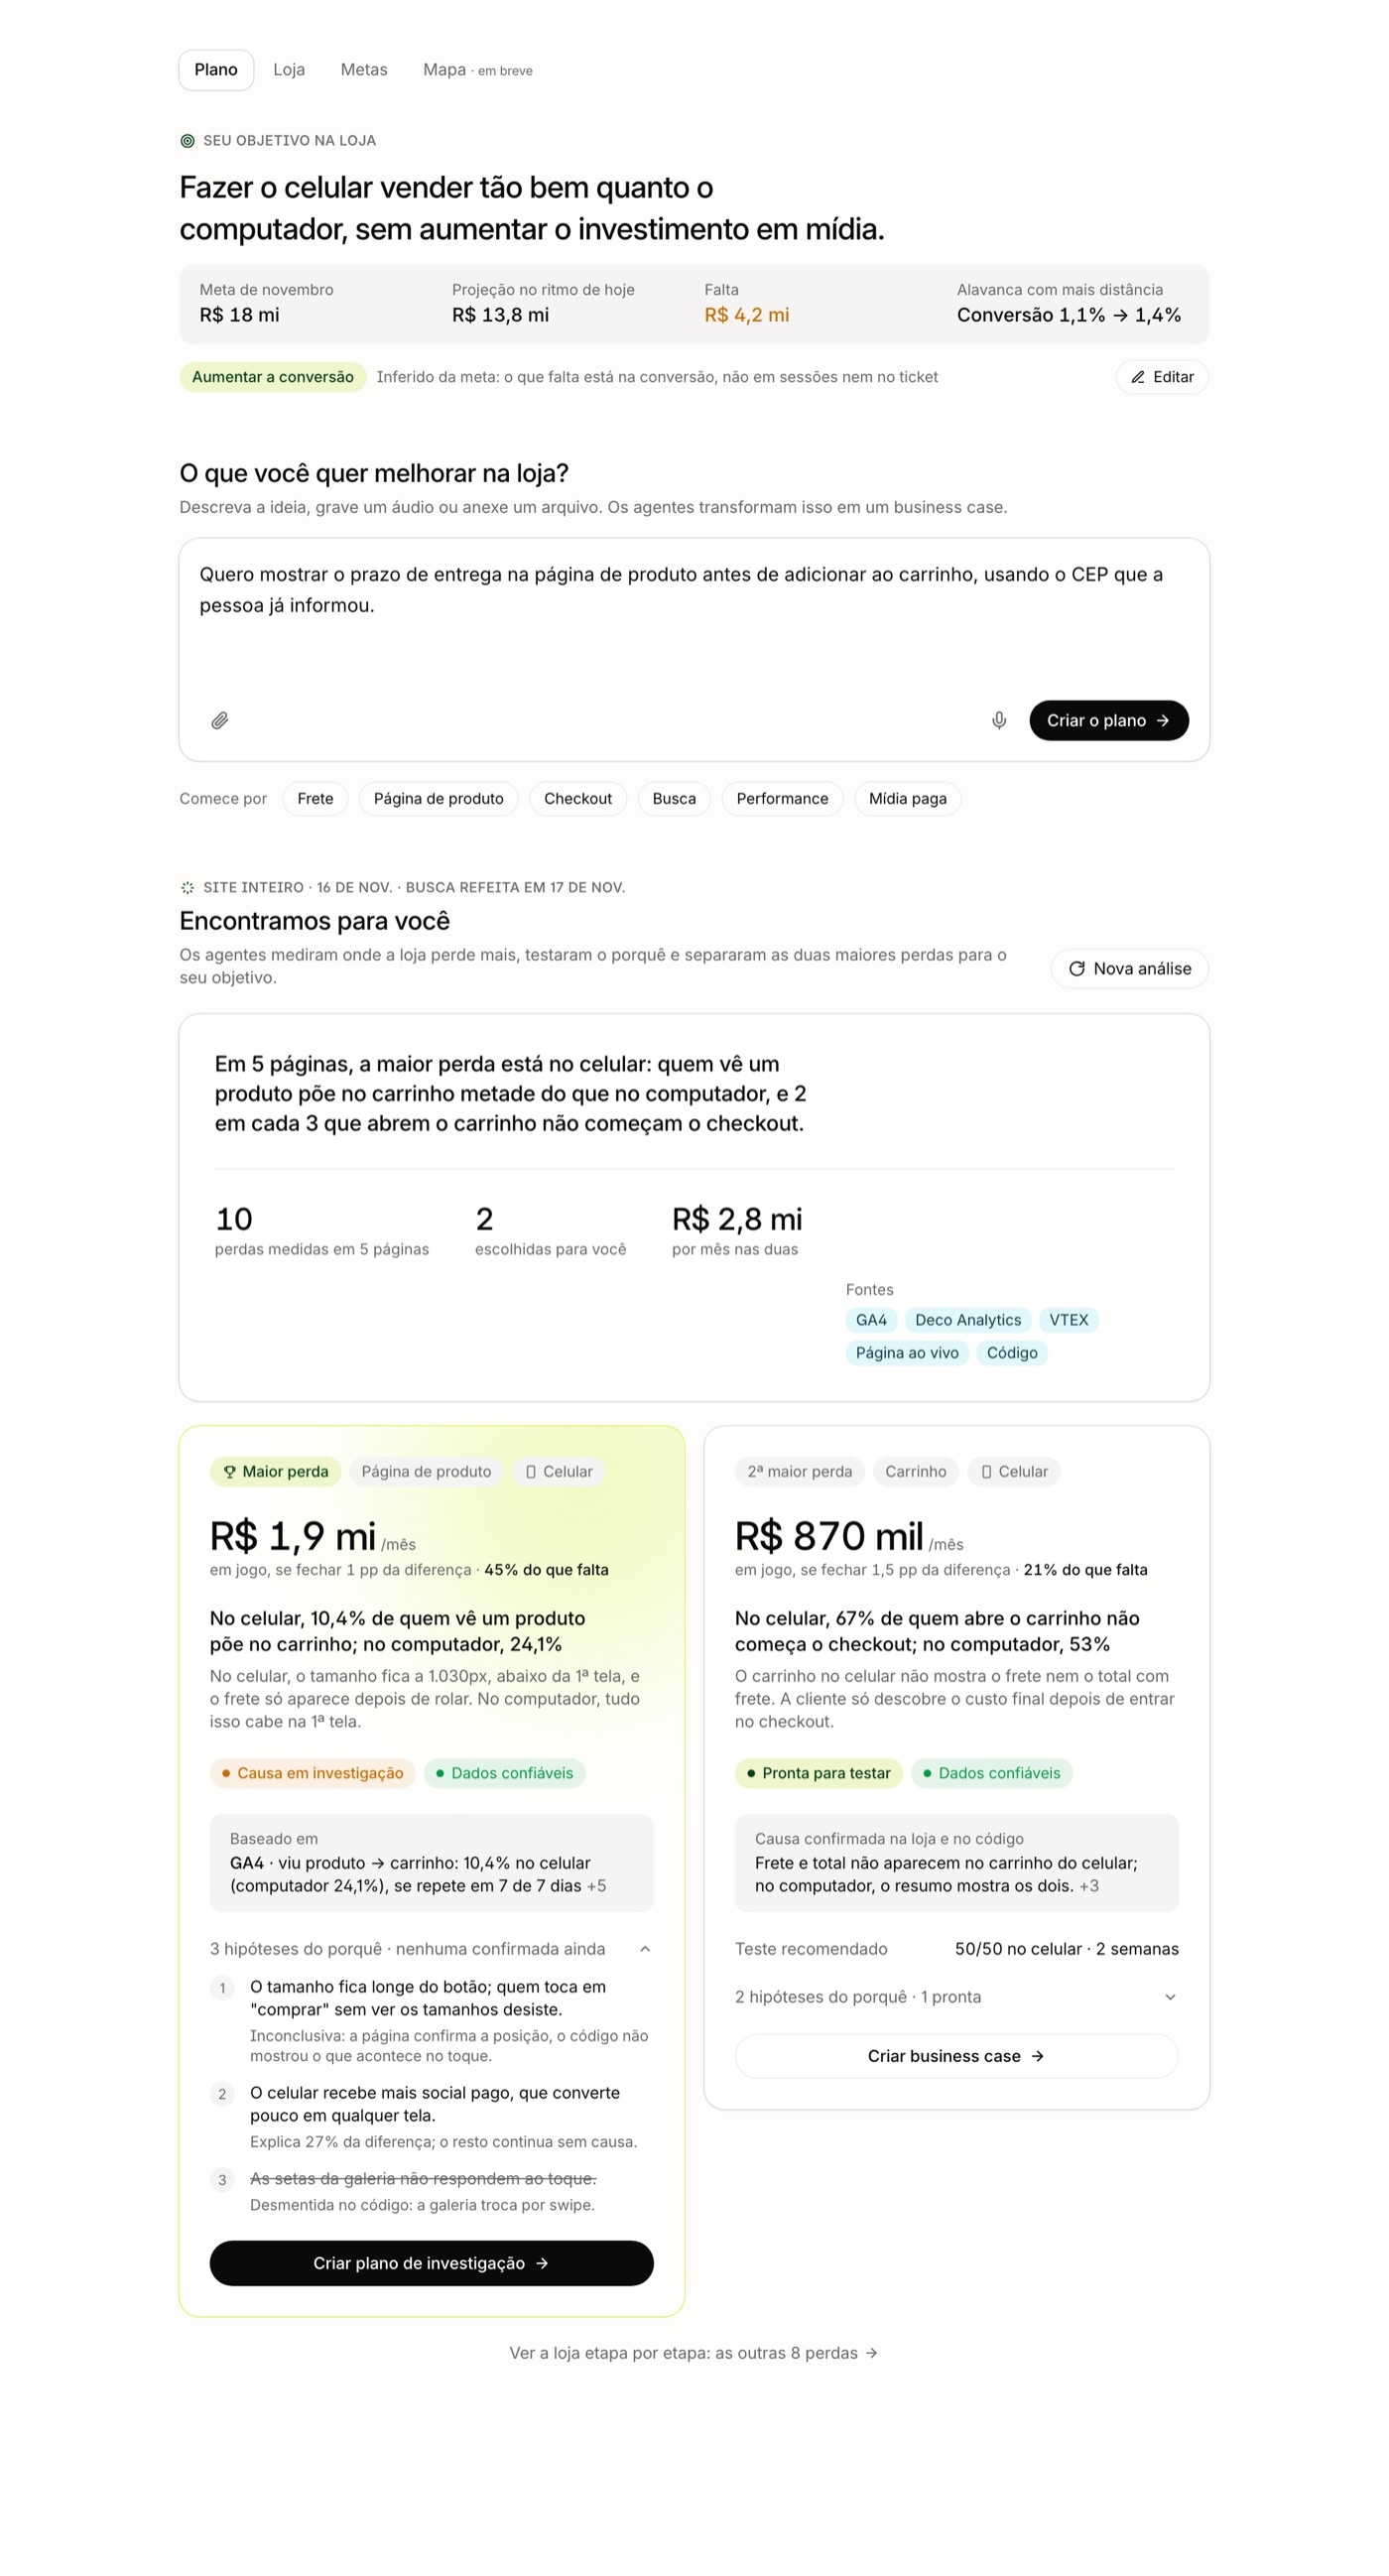 Plano
Loja
Metas
Mapa · em breve
SEU OBJETIVO NA LOJA
Fazer o celular vender tão bem quanto o
computador, sem aumentar o investimento em mídia.
Meta de novembro
R$ 18 mi
Projeção no ritmo de hoje
R$ 13,8 mi
Falta
R$ 4,2 mi
Alavanca com mais distância
Conversão 1,1% → 1,4%
Aumentar a conversão
Inferido da meta: o que falta está na conversão, não em sessões nem no ticket
Editar
O que você quer melhorar na loja?
Descreva a ideia, grave um áudio ou anexe um arquivo. Os agentes transformam isso em um business case.
Quero mostrar o prazo de entrega na página de produto antes de adicionar ao carrinho, usando o CEP que a
pessoa já informou.
Criar o plano →
Comece por
Frete
Página de produto
Checkout
Busca
Performance
Mídia paga
SITE INTEIRO · 16 DE NOV. · BUSCA REFEITA EM 17 DE NOV.
Encontramos para você
Os agentes mediram onde a loja perde mais, testaram o porquê e separaram as duas maiores perdas para o
seu objetivo.
Nova análise
Em 5 páginas, a maior perda está no celular: quem vê um
produto põe no carrinho metade do que no computador, e 2
em cada 3 que abrem o carrinho não começam o checkout.
10
perdas medidas em 5 páginas
2
escolhidas para você
R$ 2,8 mi
por mês nas duas
Fontes
GA4
Deco Analytics
VTEX
Página ao vivo
Código
Maior perda
Página de produto
Celular
R$ 1,9 mi /mês
em jogo, se fechar 1 pp da diferença · 45% do que falta
No celular, 10,4% de quem vê um produto
põe no carrinho; no computador, 24,1%
No celular, o tamanho fica a 1.030px, abaixo da 1ª tela, e
o frete só aparece depois de rolar. No computador, tudo
isso cabe na 1ª tela.
Causa em investigação
Dados confiáveis
Baseado em
GA4 · viu produto → carrinho: 10,4% no celular
(computador 24,1%), se repete em 7 de 7 dias +5
3 hipóteses do porquê · nenhuma confirmada ainda
1
O tamanho fica longe do botão; quem toca em
"comprar" sem ver os tamanhos desiste.
Inconclusiva: a página confirma a posição, o código não
mostrou o que acontece no toque.
2
O celular recebe mais social pago, que converte
pouco em qualquer tela.
Explica 27% da diferença; o resto continua sem causa.
3
As setas da galeria não respondem ao toque.
Desmentida no código: a galeria troca por swipe.
Criar plano de investigação →
2ª maior perda
Carrinho
Celular
R$ 870 mil /mês
em jogo, se fechar 1,5 pp da diferença · 21% do que falta
No celular, 67% de quem abre o carrinho não
começa o checkout; no computador, 53%
O carrinho no celular não mostra o frete nem o total com
frete. A cliente só descobre o custo final depois de entrar
no checkout.
Pronta para testar
Dados confiáveis
Causa confirmada na loja e no código
Frete e total não aparecem no carrinho do celular;
no computador, o resumo mostra os dois. +3
Teste recomendado
50/50 no celular · 2 semanas
2 hipóteses do porquê · 1 pronta
Criar business case →
Ver a loja etapa por etapa: as outras 8 perdas →